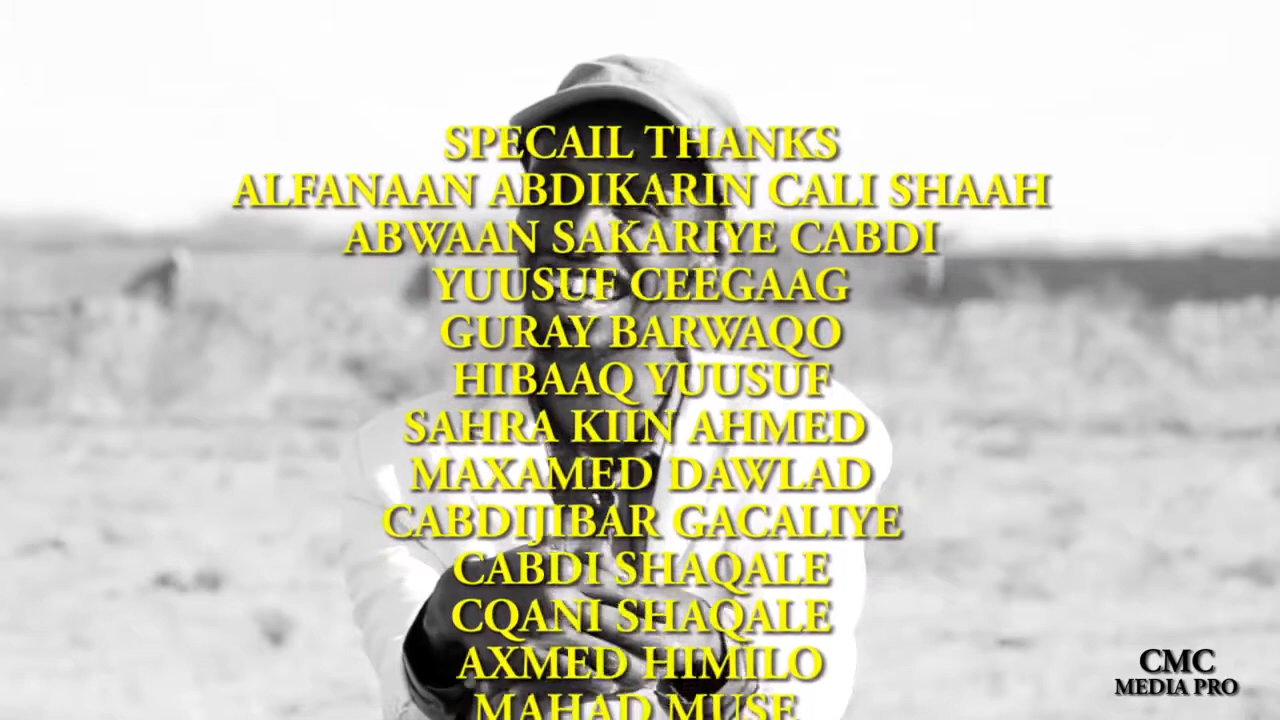 SPECAIL THANKS
ALFANAAN ABDIKARIN CALI SHAAH
ABWAAN SAKARIYE CABDI
YUUSUF CEEGAAG
GURAY BARWAQO
HIBAAQ YUUSUF
SAHRA KIIN AHMED
MAXAMED DAWLAD
CABDIJIBAR GACALIYE
CABDI SHAQALE
CQANI SHAQALE
AXMED HIMILO
MAHAD MUSE
CMC
MEDIA PRO